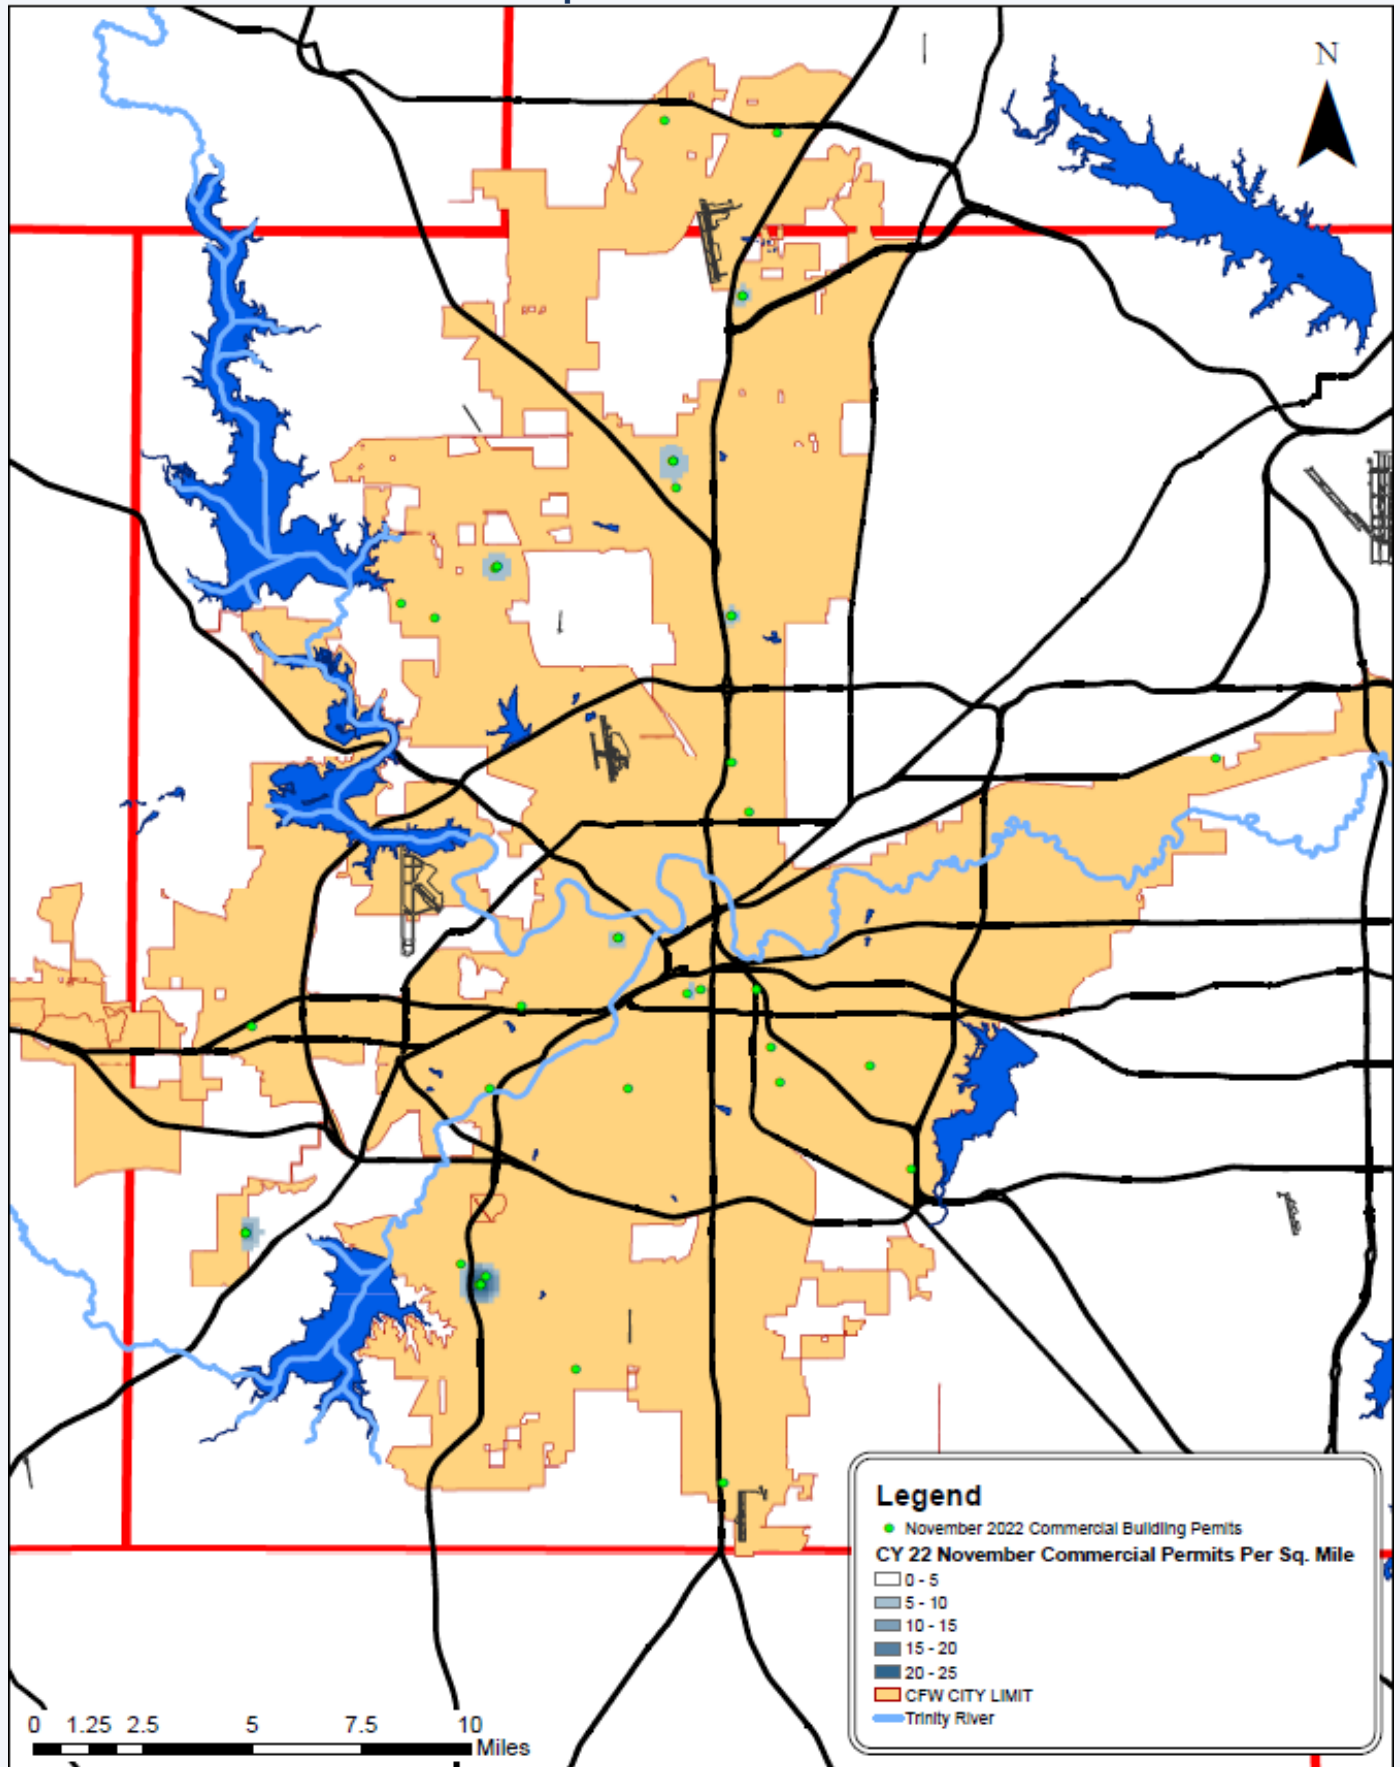 N
Legend
November 2022 Commercial Building Permits
CY 22 November Commercial Permits Per Sq. Mile
0 - 5
5 - 10
10 - 15
15 - 20
20 - 25
CFW CITY LIMIT
Trinity River
0 1.25 2.5 5 7.5 10
Miles